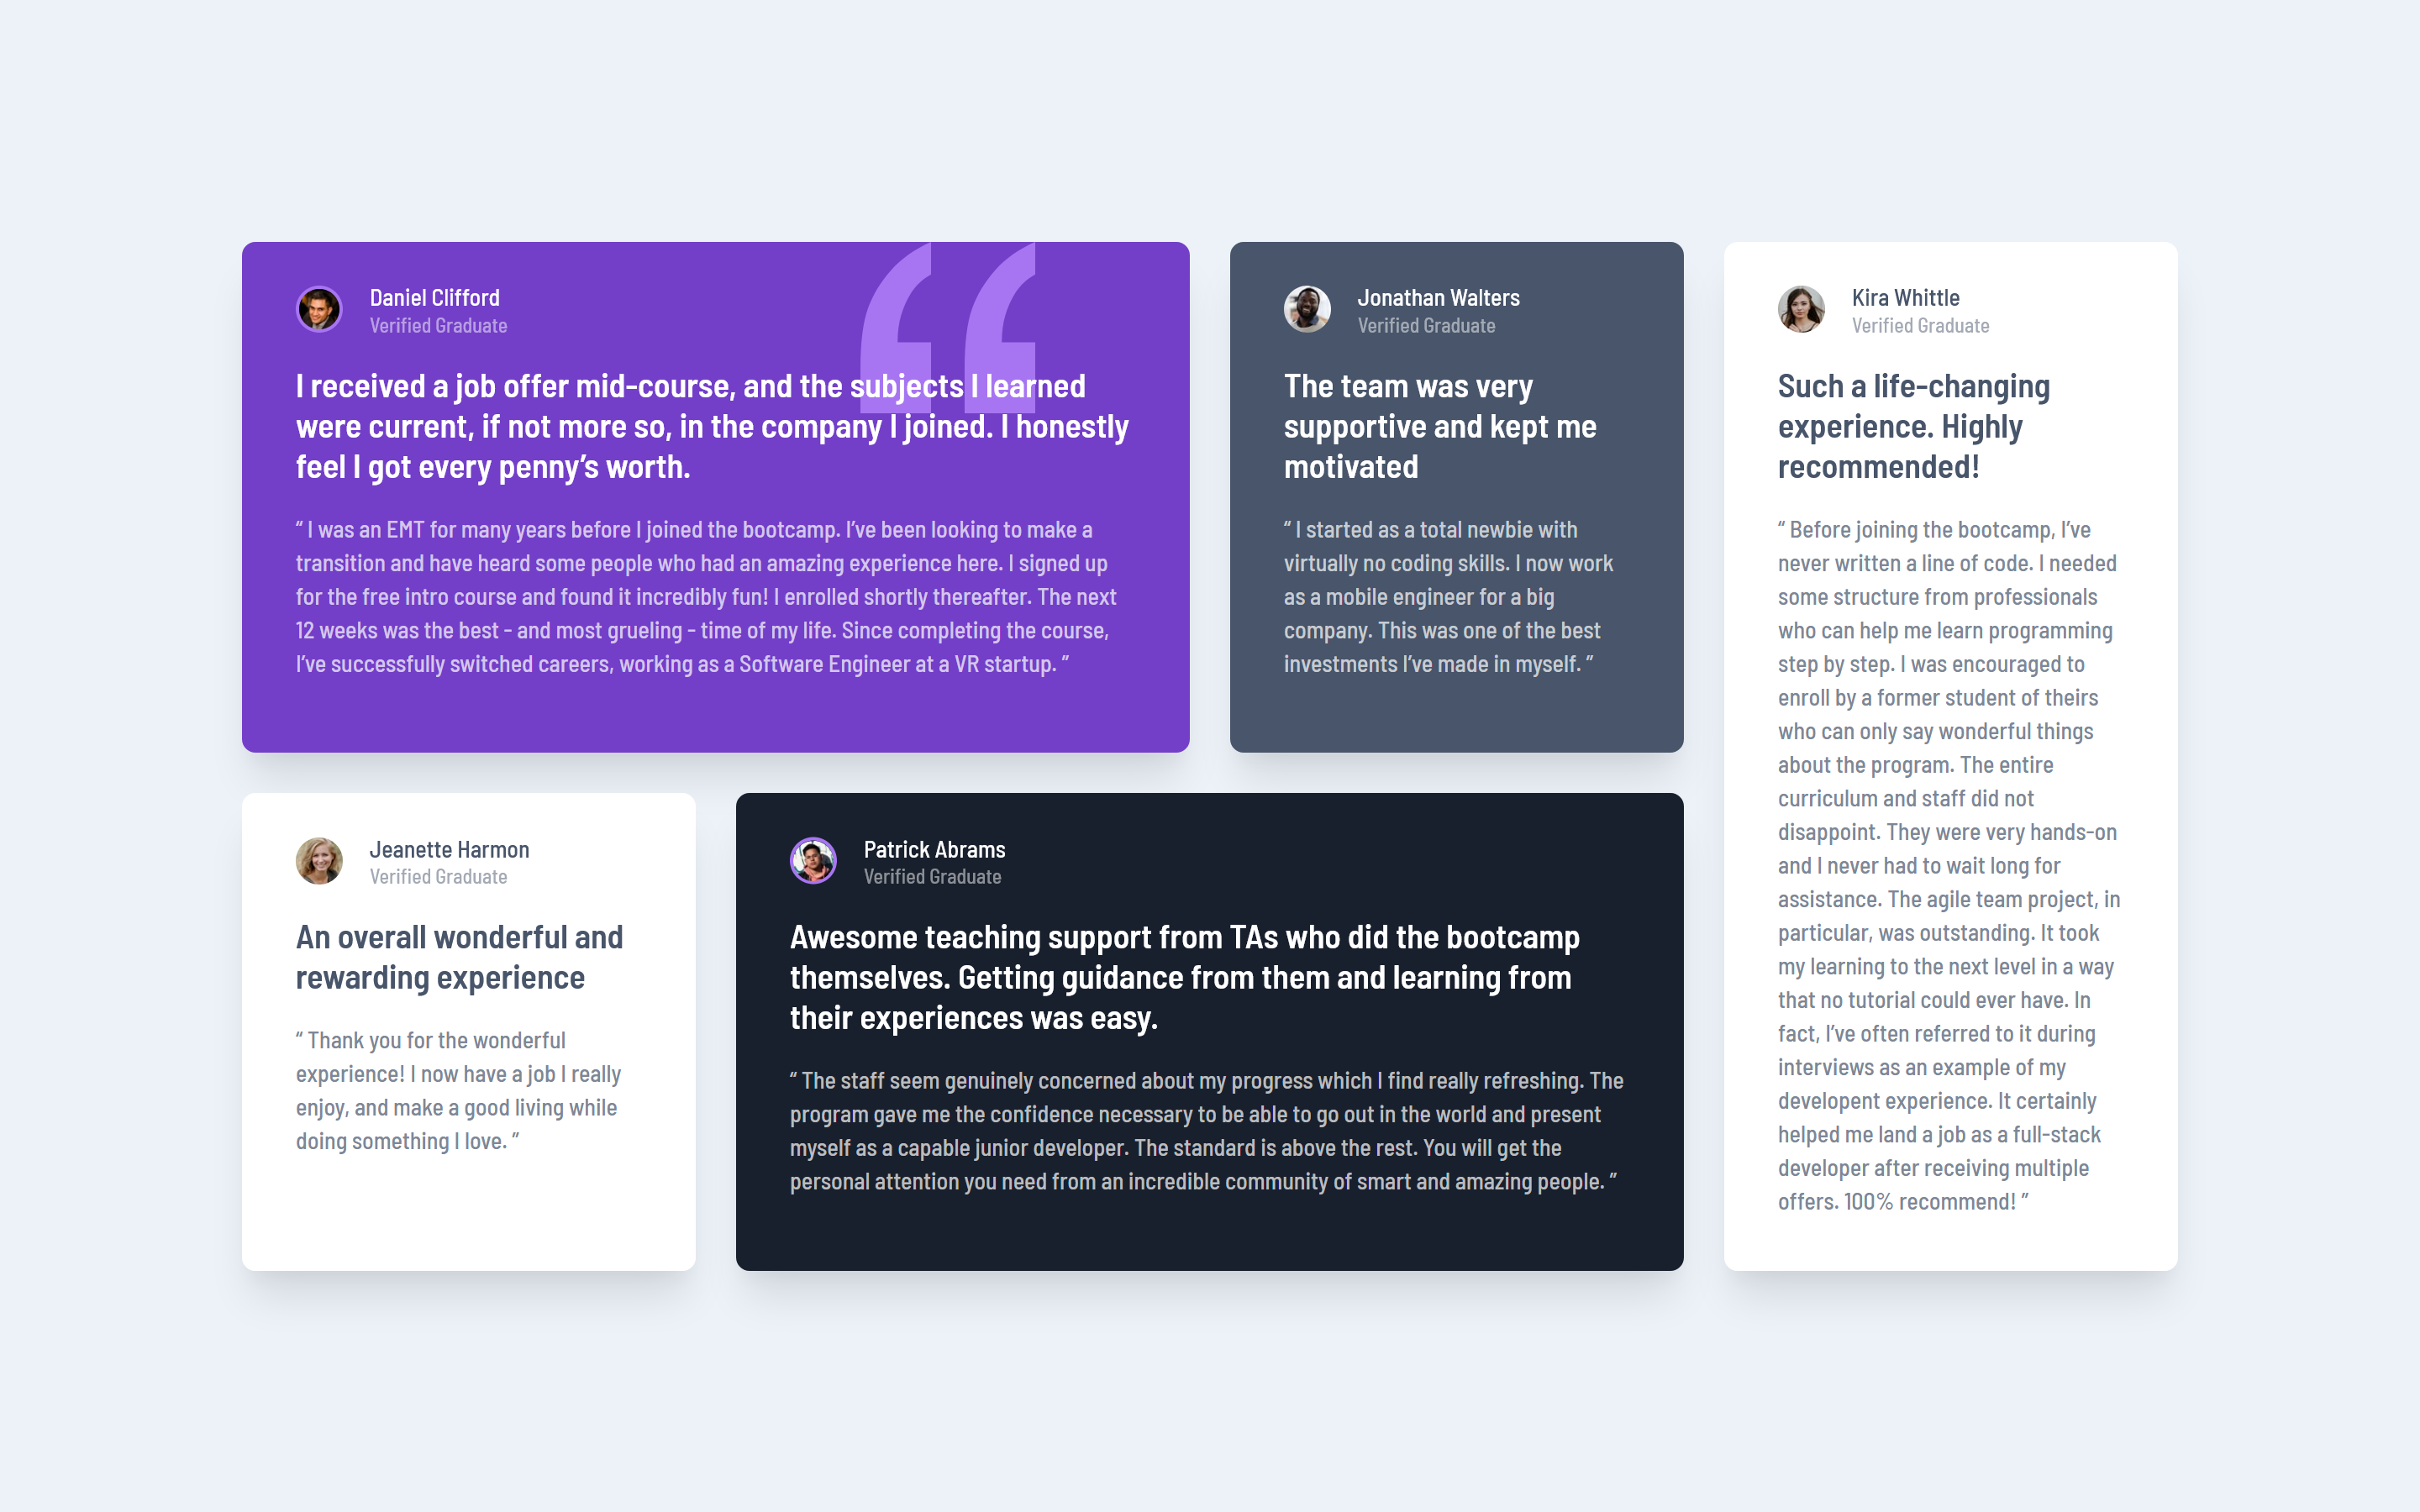 Daniel Clifford
Verified Graduate
I received a job offer mid-course, and the subjects I learned
were current, if not more so, in the company I joined. I honestly
feel I got every penny’s worth.
“ I was an EMT for many years before I joined the bootcamp. I’ve been looking to make a
transition and have heard some people who had an amazing experience here. I signed up
for the free intro course and found it incredibly fun! I enrolled shortly thereafter. The next
12 weeks was the best - and most grueling - time of my life. Since completing the course,
I’ve successfully switched careers, working as a Software Engineer at a VR startup. ”
Jonathan Walters
Verified Graduate
The team was very
supportive and kept me
motivated
“ I started as a total newbie with
virtually no coding skills. I now work
as a mobile engineer for a big
company. This was one of the best
investments I’ve made in myself. ”
Kira Whittle
Verified Graduate
Such a life-changing
experience. Highly
recommended!
“ Before joining the bootcamp, I’ve
never written a line of code. I needed
some structure from professionals
who can help me learn programming
step by step. I was encouraged to
enroll by a former student of theirs
who can only say wonderful things
about the program. The entire
curriculum and staff did not
disappoint. They were very hands-on
and I never had to wait long for
assistance. The agile team project, in
particular, was outstanding. It took
my learning to the next level in a way
that no tutorial could ever have. In
fact, I’ve often referred to it during
interviews as an example of my
developent experience. It certainly
helped me land a job as a full-stack
developer after receiving multiple
offers. 100% recommend! ”
Jeanette Harmon
Verified Graduate
An overall wonderful and
rewarding experience
“ Thank you for the wonderful
experience! I now have a job I really
enjoy, and make a good living while
doing something I love. ”
Patrick Abrams
Verified Graduate
Awesome teaching support from TAs who did the bootcamp
themselves. Getting guidance from them and learning from
their experiences was easy.
“ The staff seem genuinely concerned about my progress which I find really refreshing. The
program gave me the confidence necessary to be able to go out in the world and present
myself as a capable junior developer. The standard is above the rest. You will get the
personal attention you need from an incredible community of smart and amazing people. ”